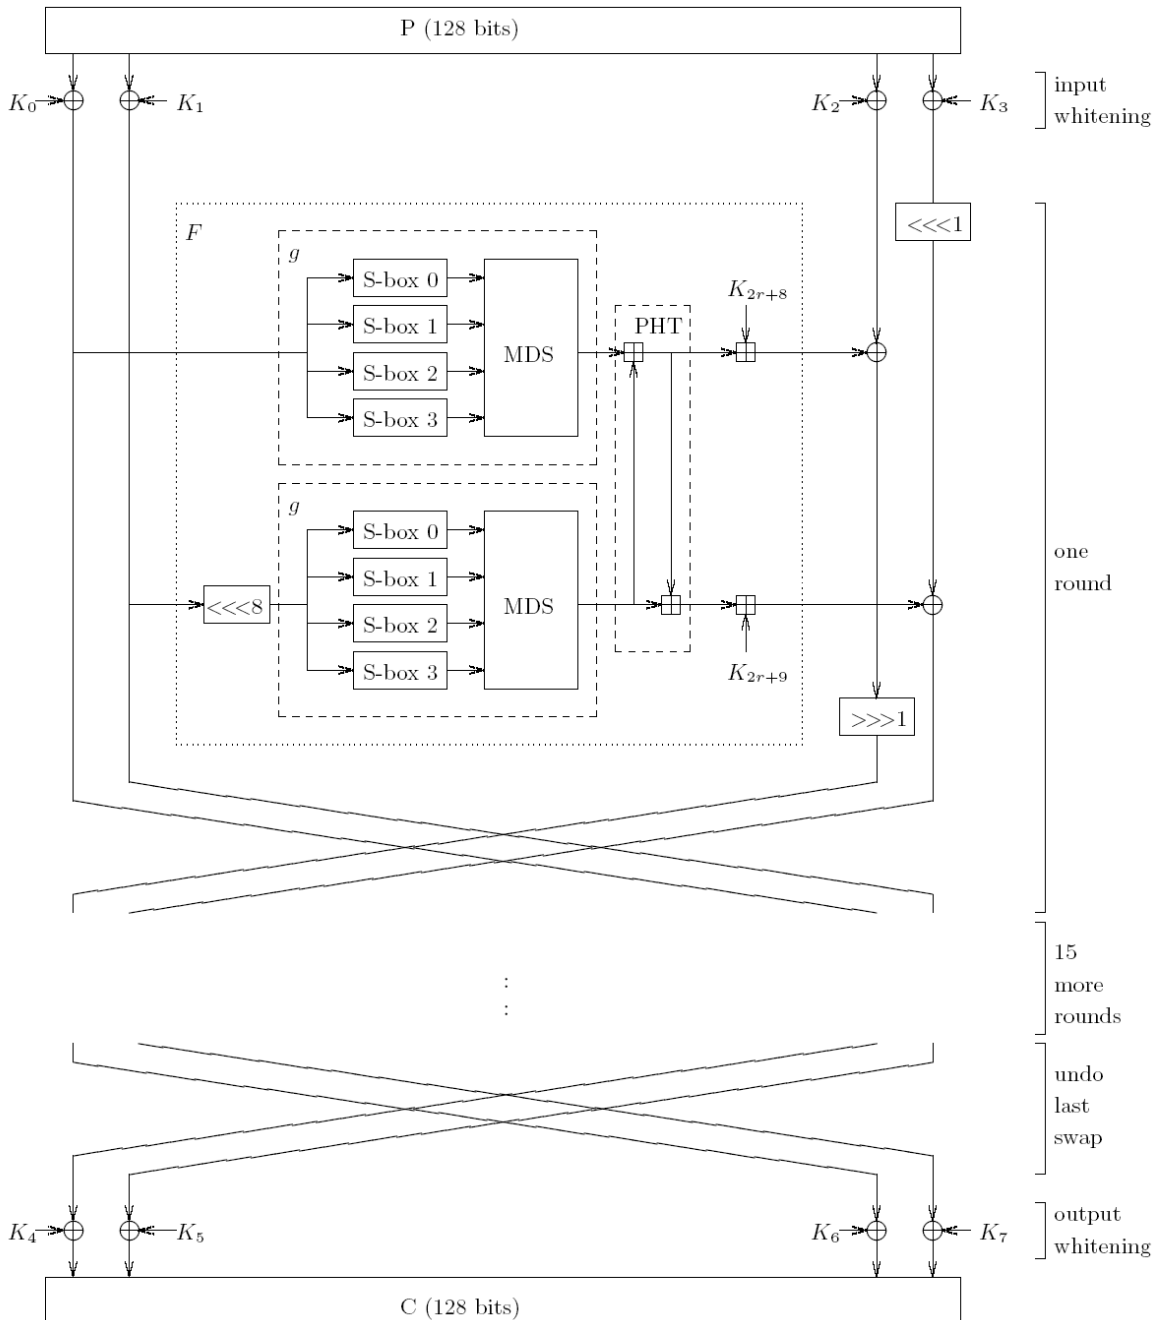 P (128 bits)
K0 K1 K2 K3
input
whitening
<<<1
F
g
S-box 0
S-box 1
S-box 2
S-box 3
MDS
PHT
K2r+8
g
S-box 0
S-box 1
S-box 2
S-box 3
MDS
<<<8
K2r+9
one
round
>>>1
15
more
rounds
undo
last
swap
K4 K5 K6 K7
output
whitening
C (128 bits)